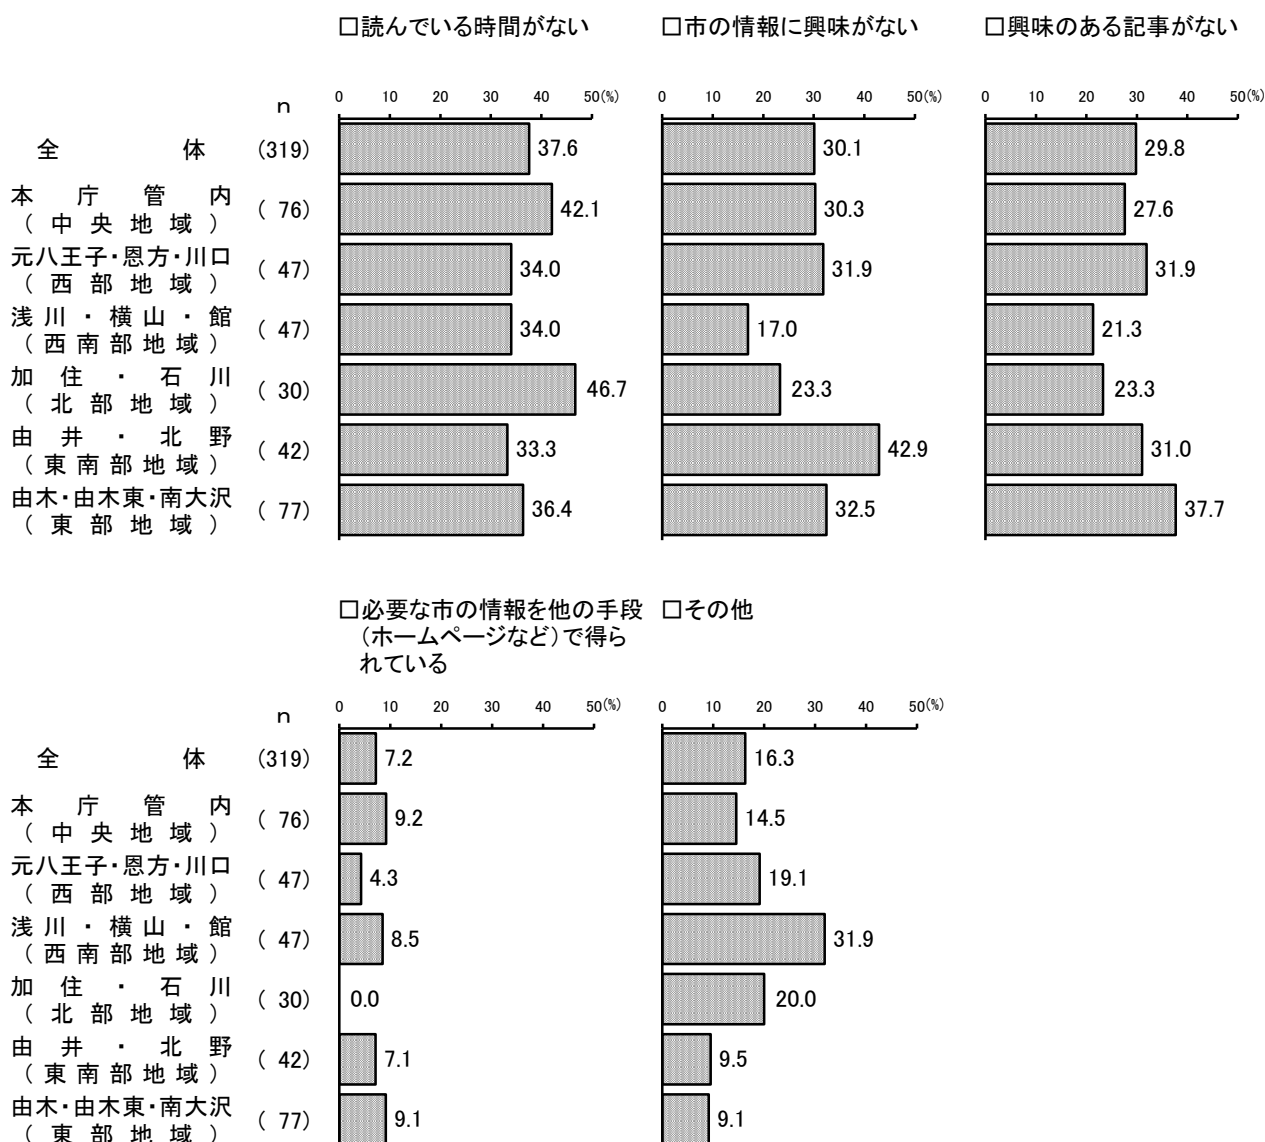 □読んでいる時間がない □市の情報に興味がない □興味のある記事がない
n 0 10 20 30 40 50(%) 0 10 20 30 40 50(%) 0 10 20 30 40 50(%)
全体 (319) 37.6 30.1 29.8
本庁管内
(中央地域) ( 76) 42.1 30.3 27.6
元八王子・恩方・川口
(西部地域) ( 47) 34.0 31.9 31.9
浅川・横山・館
(西南部地域) ( 47) 34.0 17.0 21.3
加住・石川
(北部地域) ( 30) 46.7 23.3 23.3
由井・北野
(東南部地域) ( 42) 33.3 42.9 31.0
由木・由木東・南大沢
(東部地域) ( 77) 36.4 32.5 37.7
□必要な市の情報を他の手段 □その他
(ホームページなど)で得ら
れている
n 0 10 20 30 40 50(%) 0 10 20 30 40 50(%)
全体 (319) 7.2 16.3
本庁管内
(中央地域) ( 76) 9.2 14.5
元八王子・恩方・川口
(西部地域) ( 47) 4.3 19.1
浅川・横山・館
(西南部地域) ( 47) 8.5 31.9
加住・石川
(北部地域) ( 30) 0.0 20.0
由井・北野
(東南部地域) ( 42) 7.1 9.5
由木・由木東・南大沢
(東部地域) ( 77) 9.1 9.1